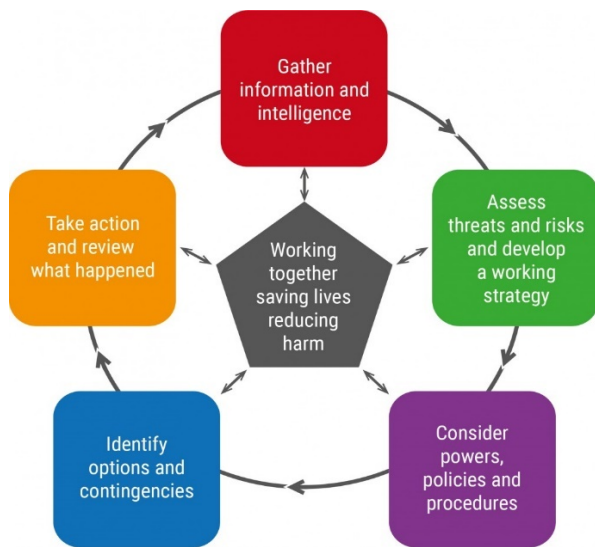 Gather
information and
intelligence
Assess
threats and risks
and develop
a working
strategy
Consider
powers,
policies and
procedures
Identify
options and
contingencies
Take action
and review
what happened
Working
together
saving lives
reducing
harm